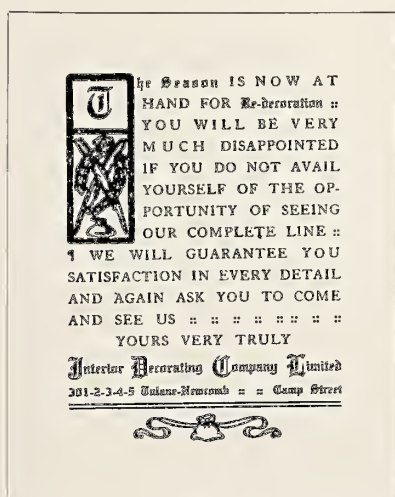 The Season IS NOW AT
HAND FOR Re-decoration ::
YOU WILL BE VERY
MUCH DISAPPOINTED
IF YOU DO NOT AVAIL
YOURSELF OF THE OP-
PORTUNITY OF SEEING
OUR COMPLETE LINE ::
¶ WE WILL GUARANTEE YOU
SATISFACTION IN EVERY DETAIL
AND AGAIN ASK YOU TO COME
AND SEE US :: :: :: :: :: :: :: ::
YOURS VERY TRULY
Interior Decorating Company Limited
301-2-3-4-5 Tulane-Newcomb :: :: Camp Street